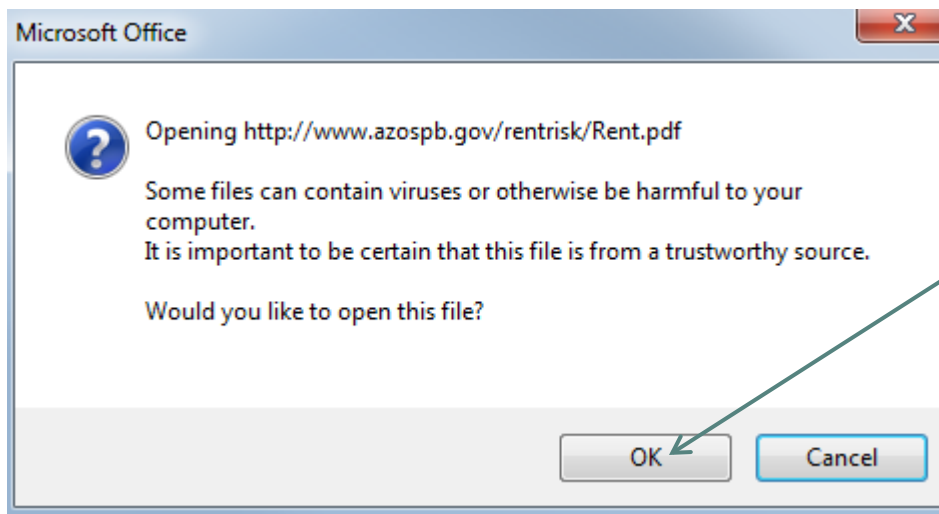 Microsoft Office
Opening http://www.azospb.gov/rentrisk/Rent.pdf
Some files can contain viruses or otherwise be harmful to your
computer.
It is important to be certain that this file is from a trustworthy source.
Would you like to open this file?
OK
Cancel